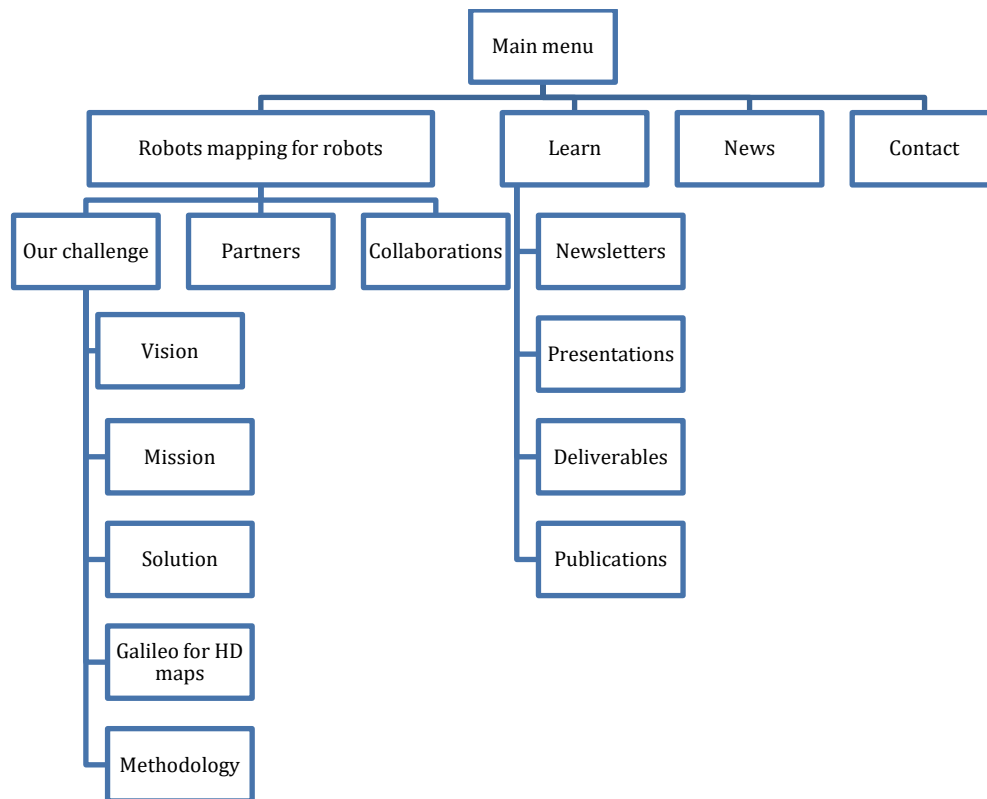 Main menu
Robots mapping for robots
Learn
News
Contact
Our challenge
Partners
Collaborations
Vision
Mission
Solution
Galileo for HD
maps
Methodology
Newsletters
Presentations
Deliverables
Publications